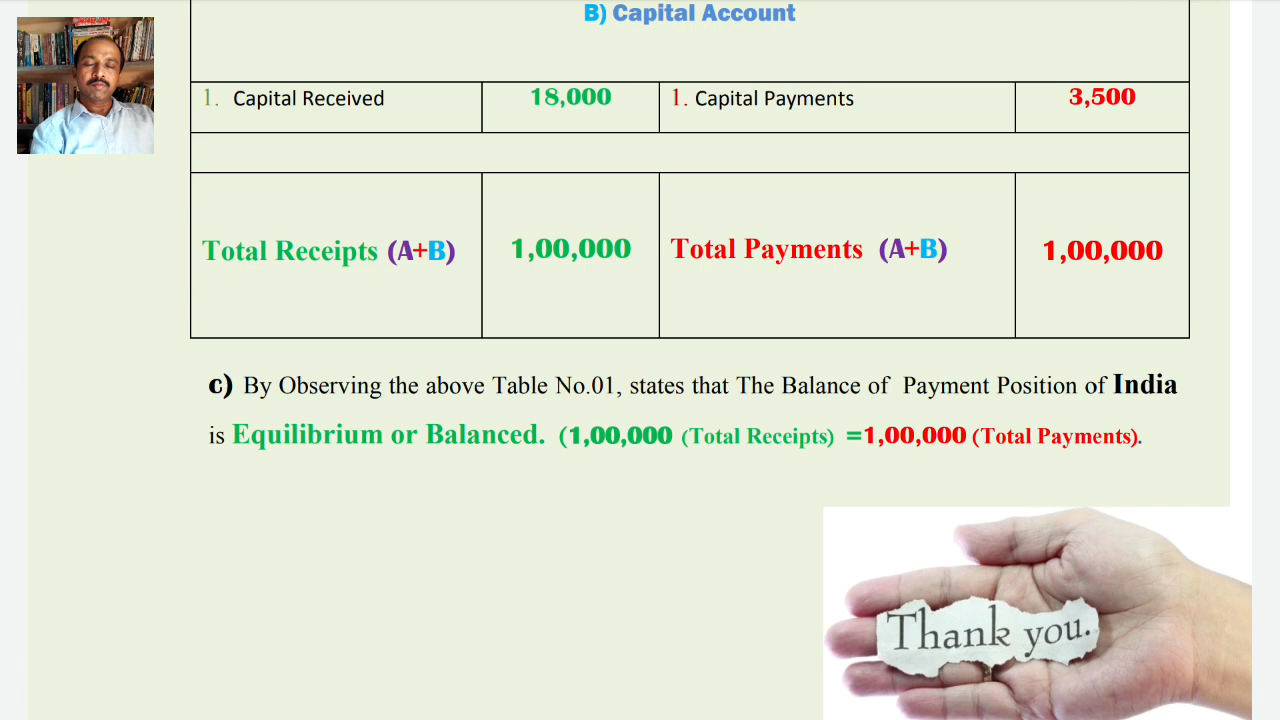 B) Capital Account
1. Capital Received 18,000 1. Capital Payments 3,500
Total Receipts (A+B) 1,00,000 Total Payments (A+B) 1,00,000
c) By Observing the above Table No.01, states that The Balance of Payment Position of India
is Equilibrium or Balanced. (1,00,000 (Total Receipts) =1,00,000 (Total Payments).
Thank you.